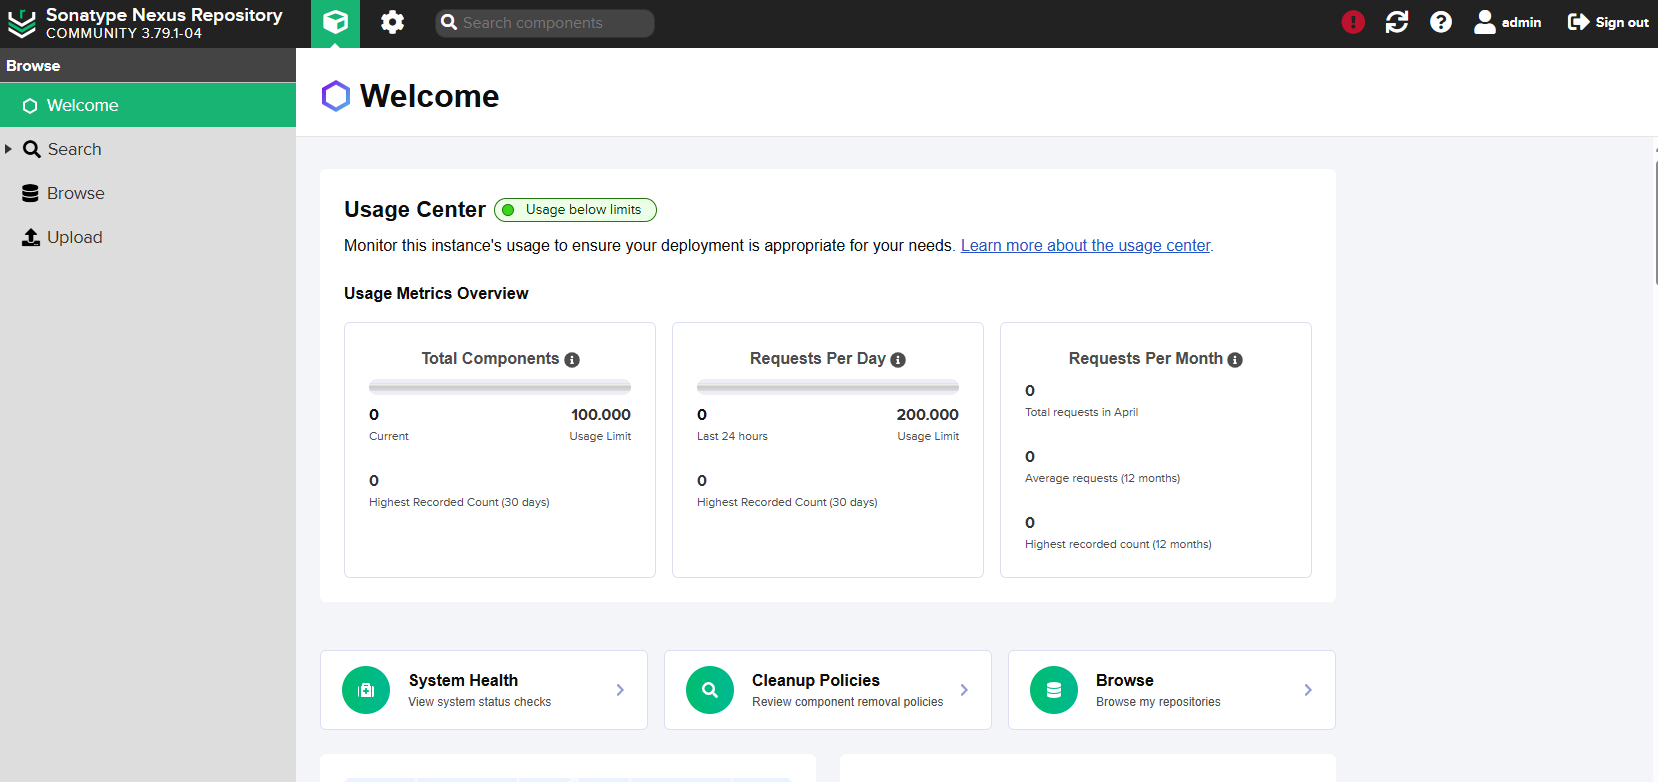 Sonatype Nexus Repository
COMMUNITY 3.79.1-04
Search components
admin
Sign out
Browse
Welcome
Search
Browse
Upload
Welcome
Usage Center
Usage below limits
Monitor this instance's usage to ensure your deployment is appropriate for your needs. Learn more about the usage center.
Usage Metrics Overview
Total Components
0 100.000
Current Usage Limit
0
Highest Recorded Count (30 days)
Requests Per Day
0 200.000
Last 24 hours Usage Limit
0
Highest Recorded Count (30 days)
Requests Per Month
0
Total requests in April
0
Average requests (12 months)
0
Highest recorded count (12 months)
System Health
View system status checks
Cleanup Policies
Review component removal policies
Browse
Browse my repositories